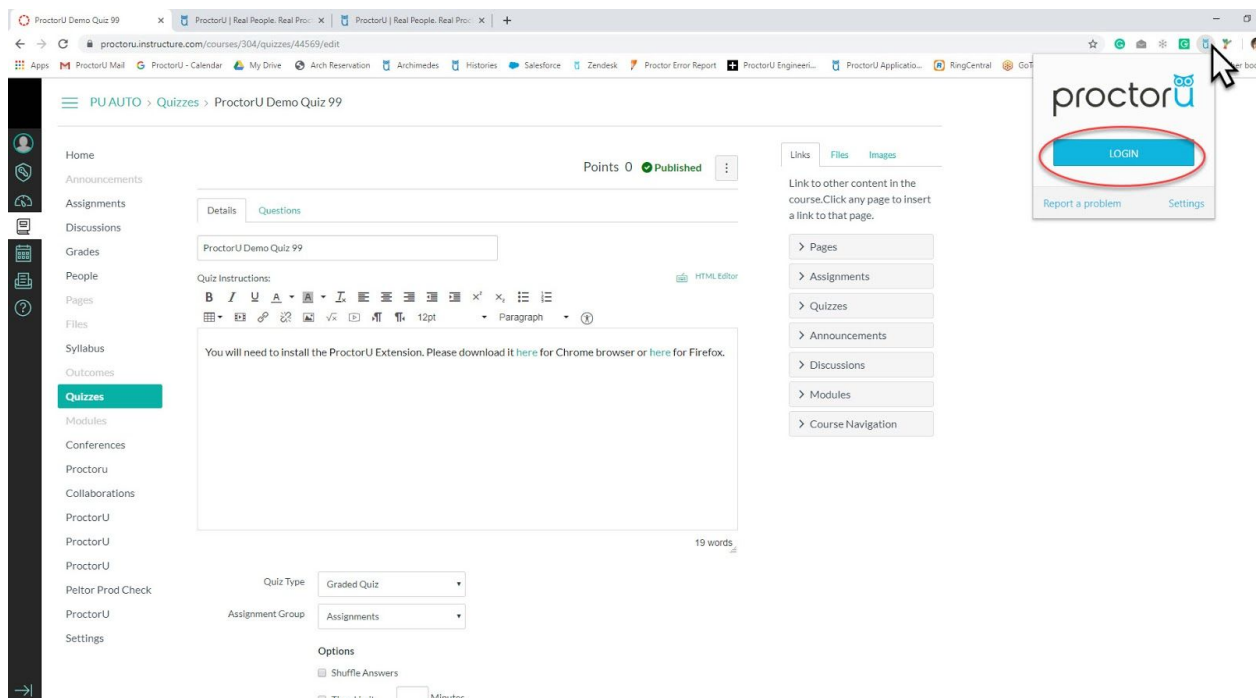 ProctorU Demo Quiz 99
ProctorU | Real People. Real Proc
ProctorU | Real People. Real Proc
proctoru.instructure.com/courses/304/quizzes/44569/edit
Apps ProctorU Mail ProctorU - Calendar My Drive Arch Reservation Archimedes Histories Salesforce Zendesk Proctor Error Report ProctorU Engineeri... ProctorU Applicatio... RingCentral
PU AUTO > Quizzes > ProctorU Demo Quiz 99
Home
Announcements
Assignments
Discussions
Grades
People
Pages
Files
Syllabus
Outcomes
Quizzes
Modules
Conferences
Proctoru
Collaborations
ProctorU
ProctorU
ProctorU
Peltor Prod Check
ProctorU
Settings
Points 0 Published
Details Questions
ProctorU Demo Quiz 99
Quiz Instructions:
HTML Editor
12pt Paragraph
You will need to install the ProctorU Extension. Please download it here for Chrome browser or here for Firefox.
19 words
Quiz Type Graded Quiz
Assignment Group Assignments
Options
Shuffle Answers
Minutes
Links Files Images
Link to other content in the
course.Click any page to insert
a link to that page.
> Pages
> Assignments
> Quizzes
> Announcements
> Discussions
> Modules
> Course Navigation
proctoru
LOGIN
Report a problem Settings